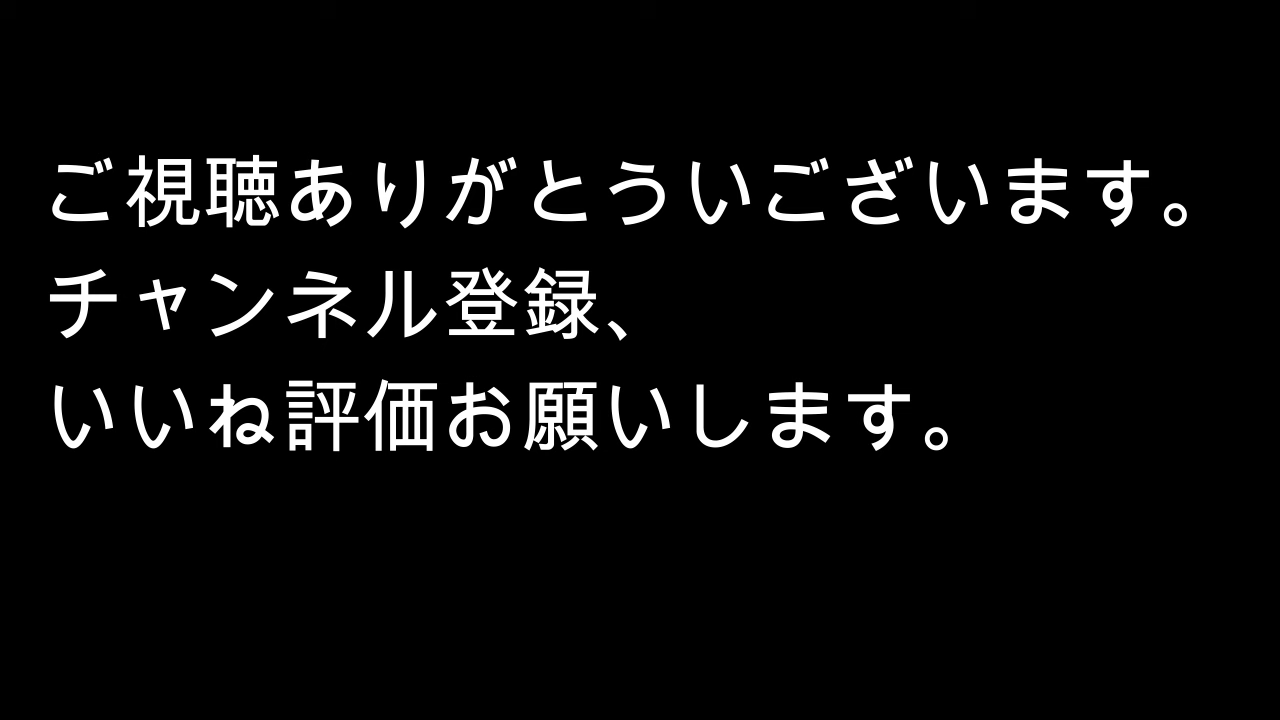 ご視聴ありがとういございます。
チャンネル登録、
いいね評価お願いします。